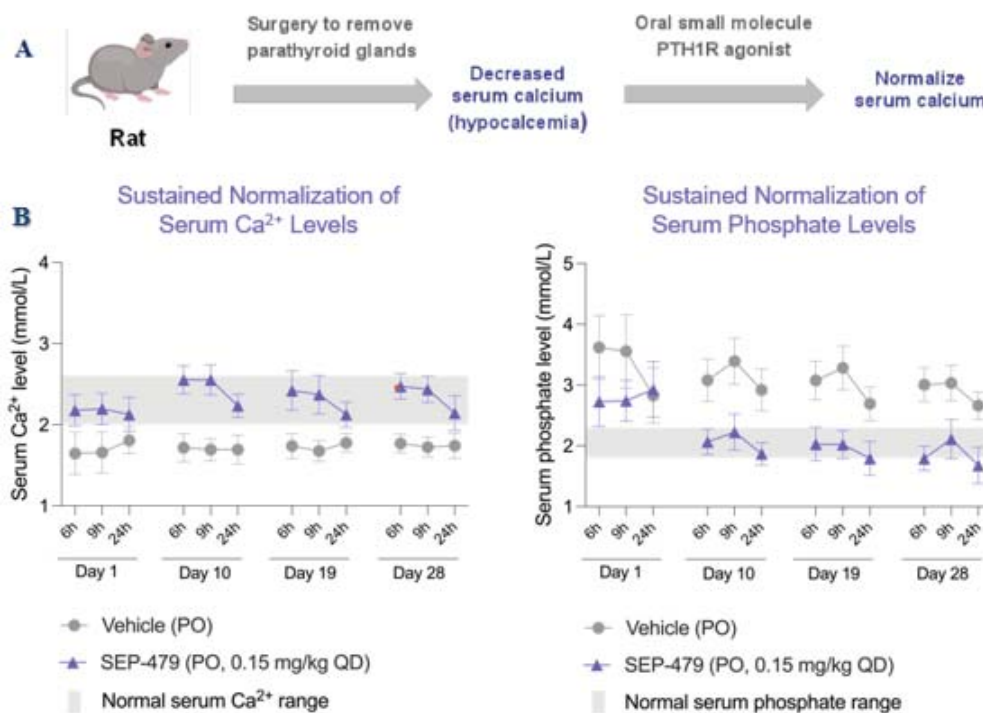 A
Surgery to remove
parathyroid glands
Oral small molecule
PTH1R agonist
Decreased
serum calcium
(hypocalcemia)
Normalize
serum calcium
Rat
B
Sustained Normalization of
Serum Ca²⁺ Levels
Serum Ca²⁺ level (mmol/L)
4
3
2
1
6h 9h 24h 6h 9h 24h 6h 9h 24h 6h 9h 24h
Day 1 Day 10 Day 19 Day 28
Vehicle (PO)
SEP-479 (PO, 0.15 mg/kg QD)
Normal serum Ca²⁺ range
Sustained Normalization of
Serum Phosphate Levels
Serum phosphate level (mmol/L)
5
4
3
2
1
6h 9h 24h 6h 9h 24h 6h 9h 24h 6h 9h 24h
Day 1 Day 10 Day 19 Day 28
Vehicle (PO)
SEP-479 (PO, 0.15 mg/kg QD)
Normal serum phosphate range